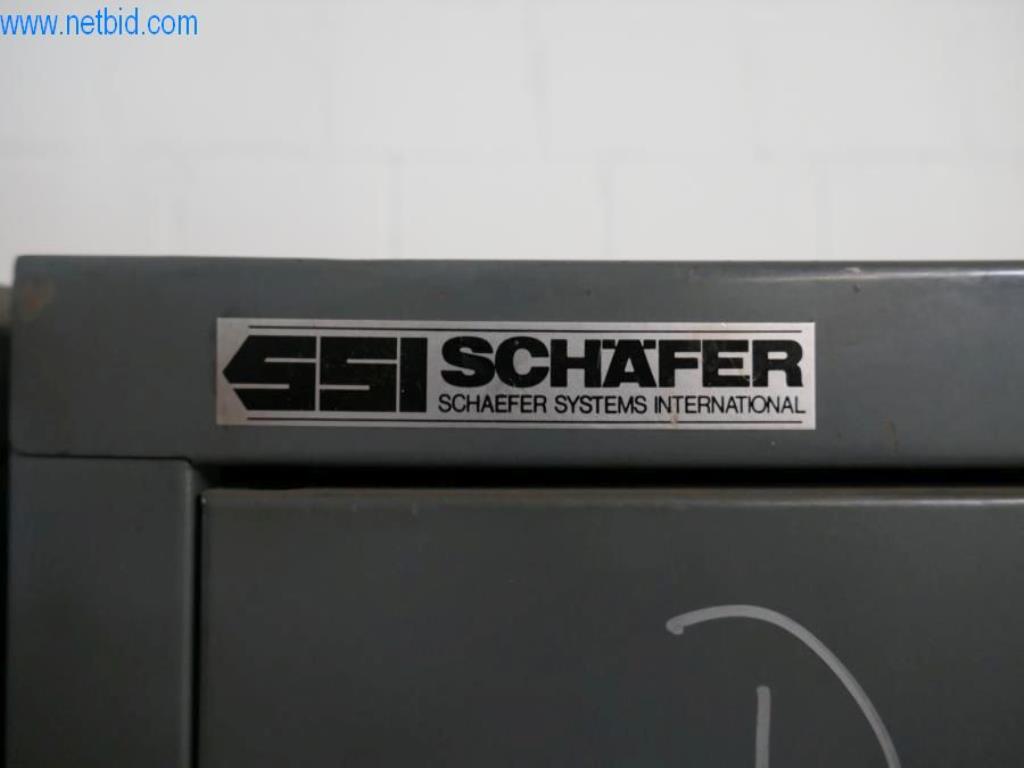 www.netbid.com
SSI SCHÄFER
SCHAEFER SYSTEMS INTERNATIONAL